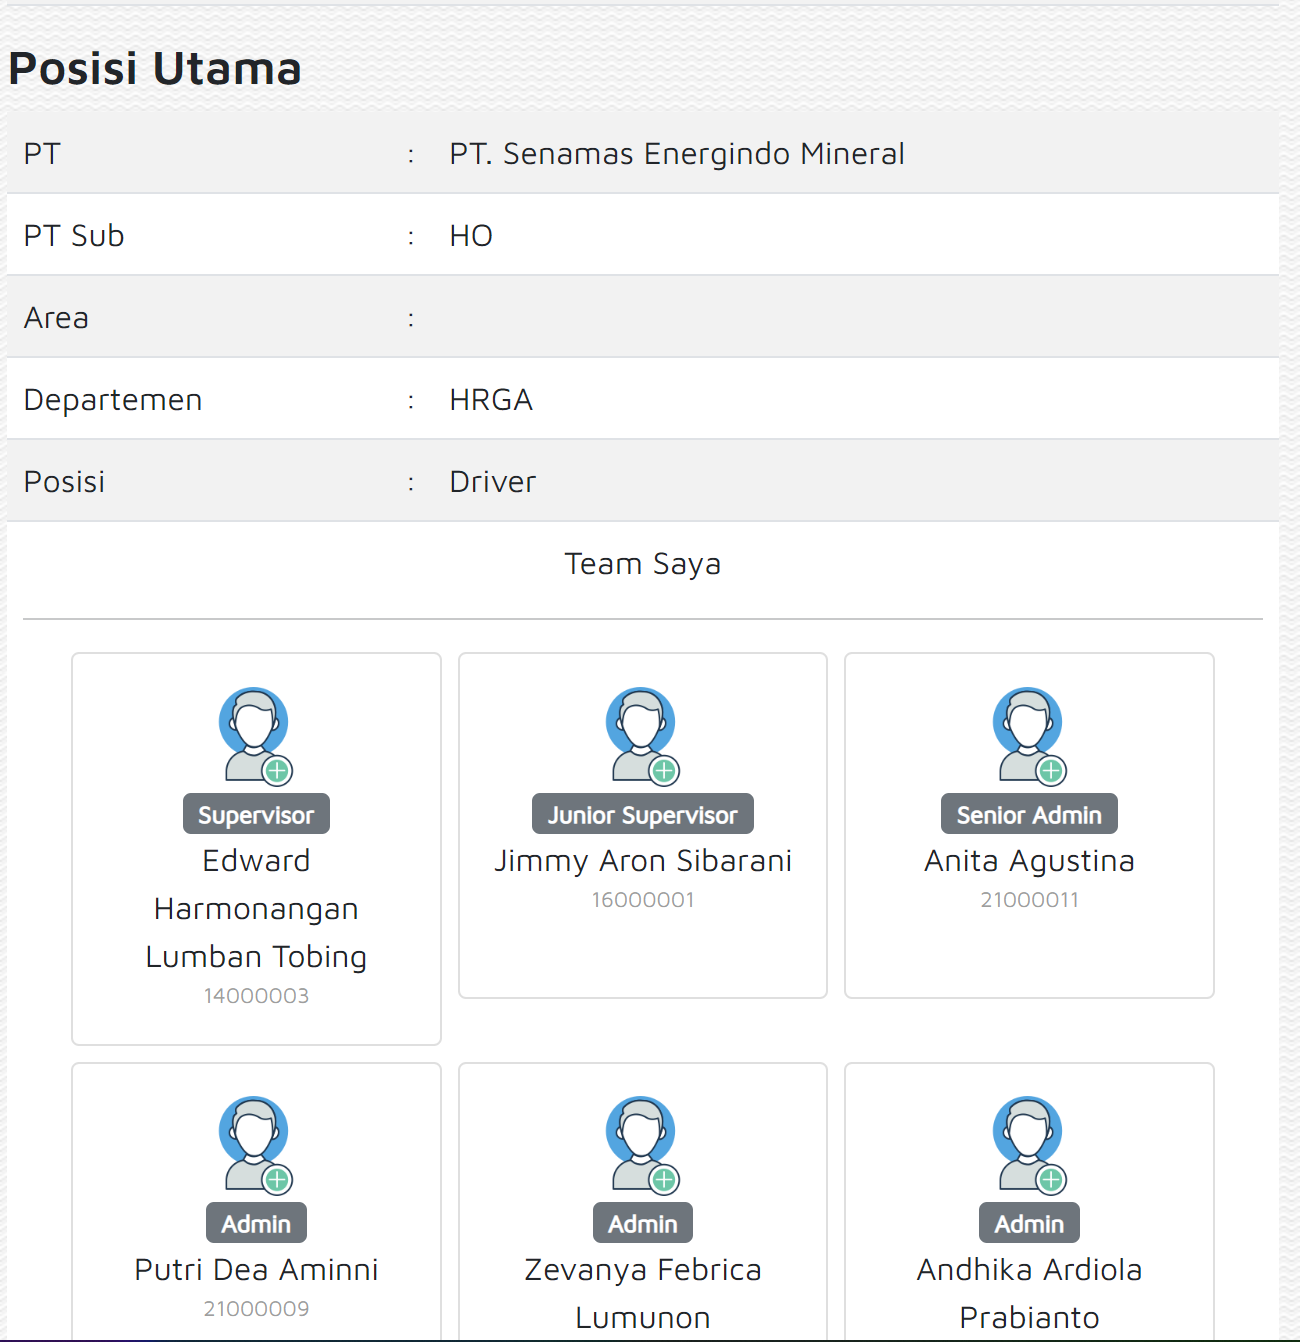 Posisi Utama
PT : PT. Senamas Energindo Mineral
PT Sub : HO
Area :
Departemen : HRGA
Posisi : Driver
Team Saya
Supervisor
Edward
Harmonangan
Lumban Tobing
14000003
Junior Supervisor
Jimmy Aron Sibarani
16000001
Senior Admin
Anita Agustina
21000011
Admin
Putri Dea Aminni
21000009
Admin
Zevanya Febrica
Lumunon
Admin
Andhika Ardiola
Prabianto